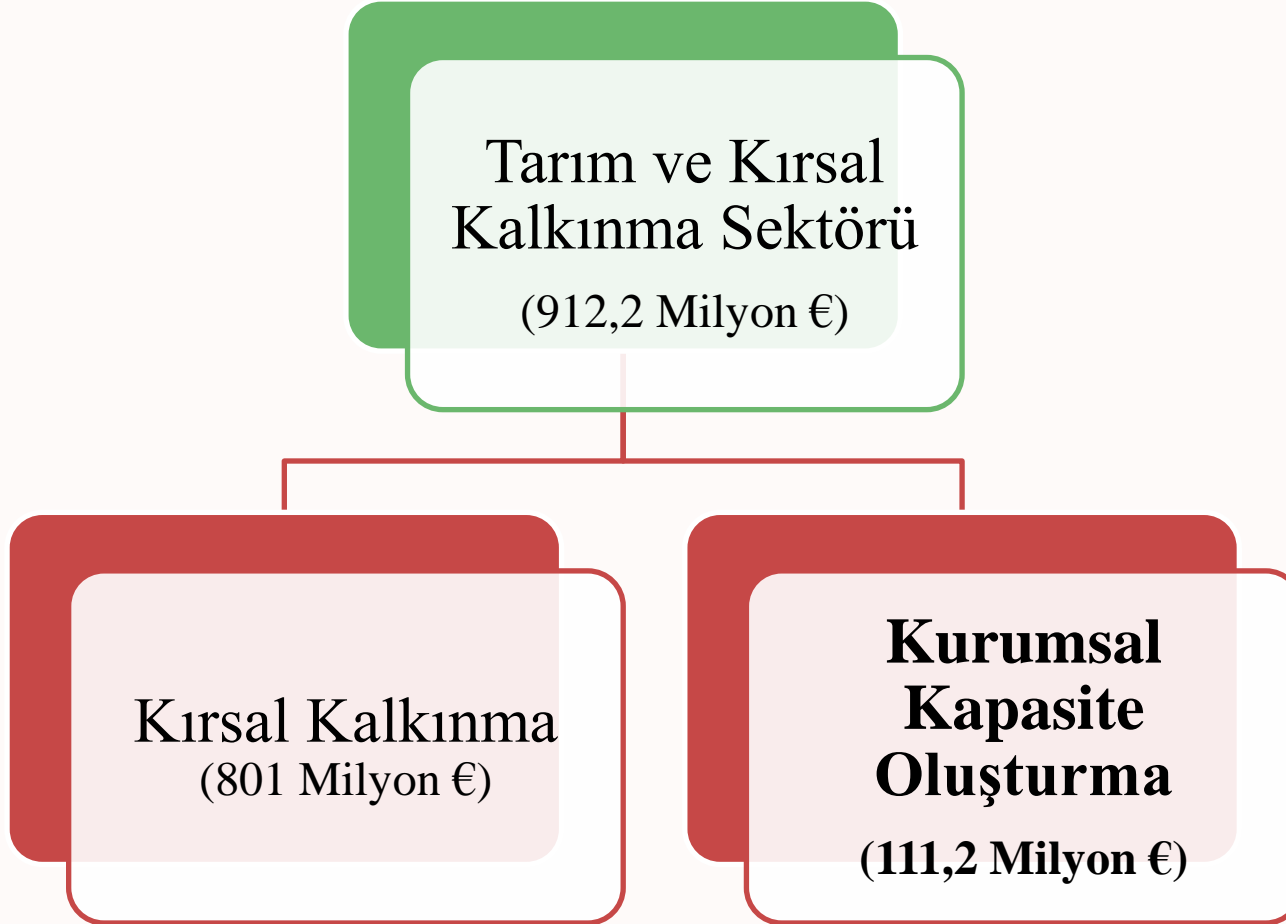 Tarım ve Kırsal
Kalkınma Sektörü
(912,2 Milyon €)
Kırsal Kalkınma
(801 Milyon €)
Kurumsal
Kapasite
Oluşturma
(111,2 Milyon €)